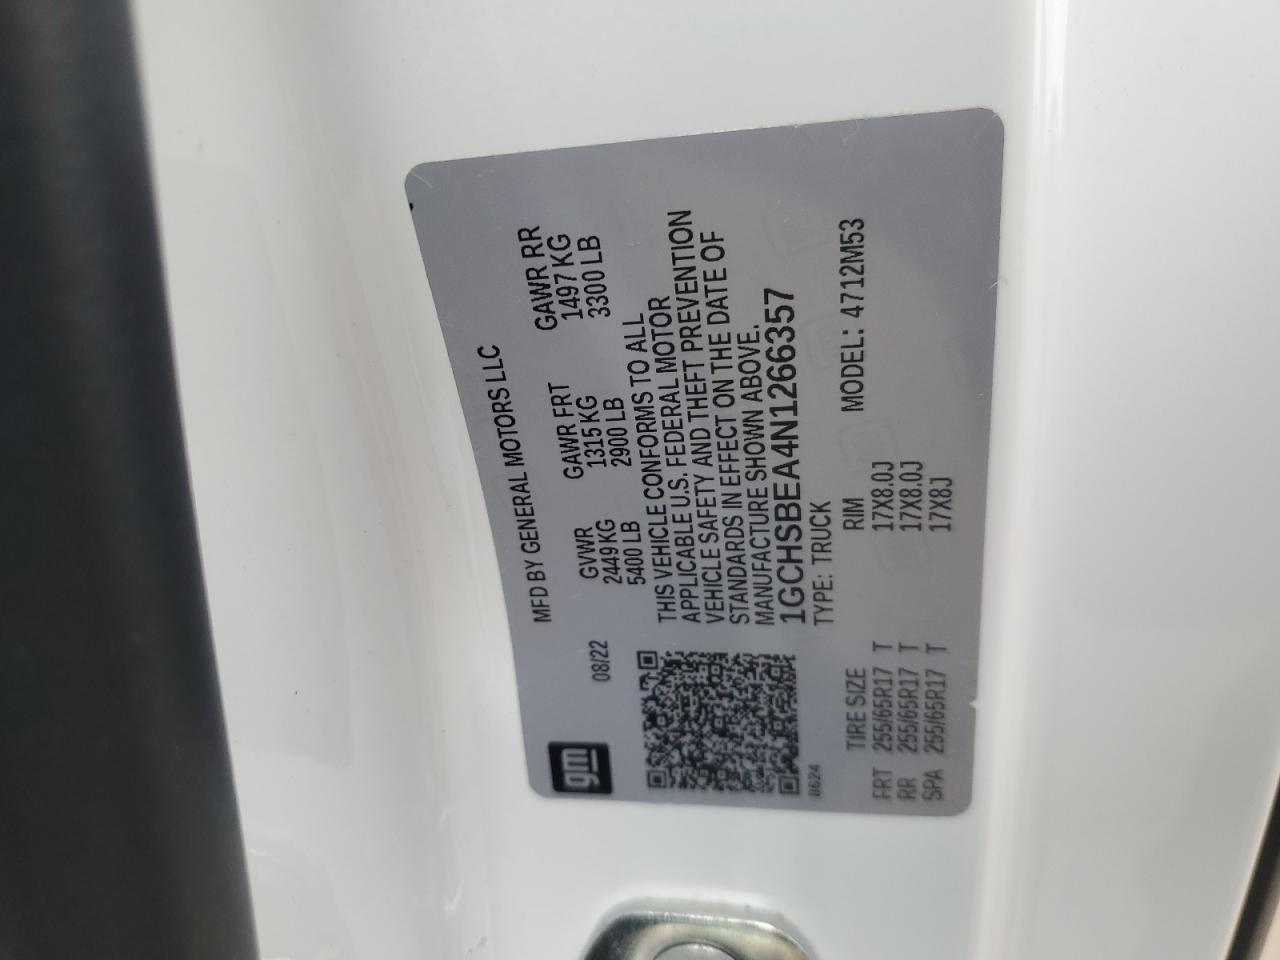 gm 08/22 MFD BY GENERAL MOTORS LLC
GVWR GAWR FRT GAWR RR
2449 KG 1315 KG 1497 KG
5400 LB 2900 LB 3300 LB
THIS VEHICLE CONFORMS TO ALL
APPLICABLE U.S. FEDERAL MOTOR
VEHICLE SAFETY AND THEFT PREVENTION
STANDARDS IN EFFECT ON THE DATE OF
MANUFACTURE SHOWN ABOVE.
1GCHSBEA4N1266357
8624 TYPE: TRUCK MODEL: 4712M53
TIRE SIZE RIM
FRT 255/65R17 T 17X8.0J
RR 255/65R17 T 17X8.0J
SPA 255/65R17 T 17X8J